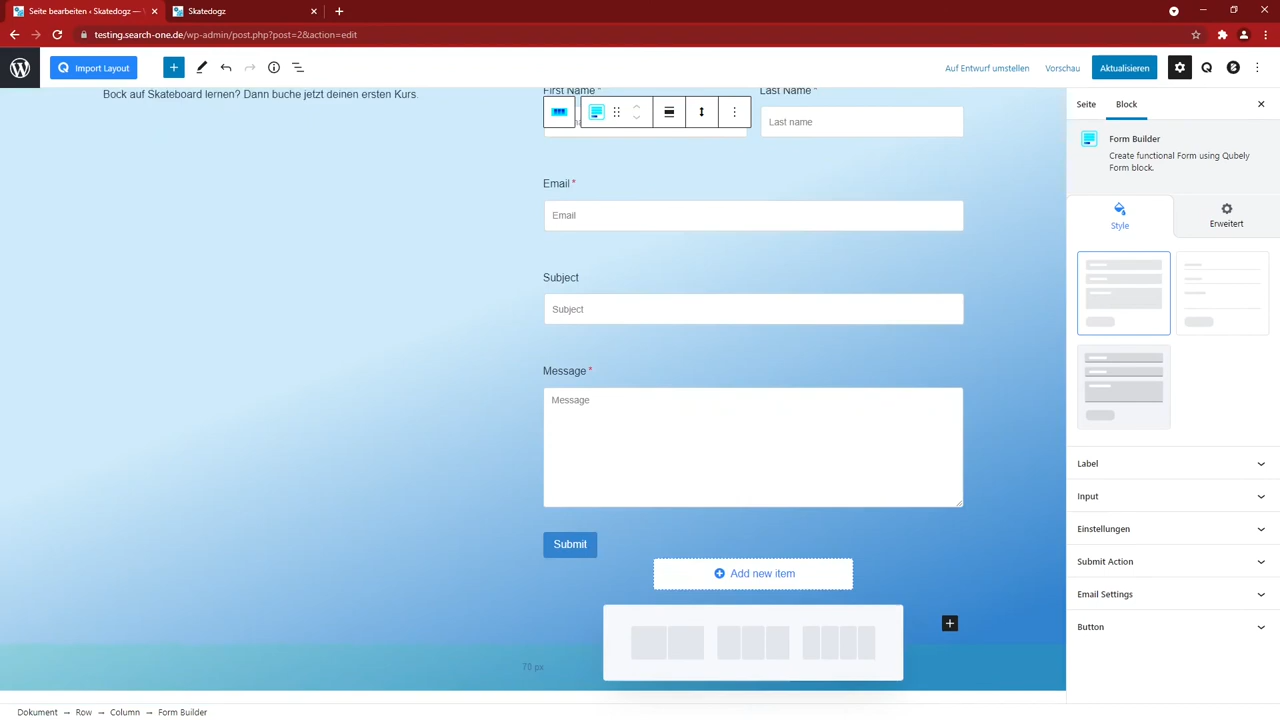 Seite bearbeiten ‹ Skatedogz — 
Skatedogz
testing.search-one.de/wp-admin/post.php?post=2&action=edit
Import Layout
Auf Entwurf umstellen
Vorschau
Aktualisieren
Bock auf Skateboard lernen? Dann buche jetzt deinen ersten Kurs.
First Name *
Last Name *
Last name
Email *
Email
Subject
Subject
Message *
Message
Submit
Add new item
70 px
Seite
Block
Form Builder
Create functional Form using Qubely
Form block.
Style
Erweitert
Label
Input
Einstellungen
Submit Action
Email Settings
Button
Dokument → Row → Column → Form Builder